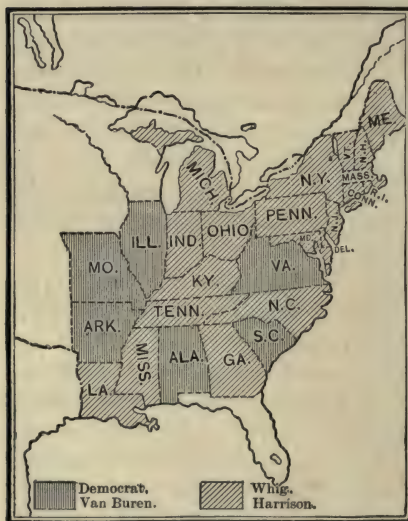 ME.
VT.
N.H.
MICH.
N.Y.
MASS.
R.I.
CONN.
PENN.
N.J.
ILL.
IND.
OHIO.
MD.
DEL.
MO.
KY.
VA.
TENN.
N.C.
ARK.
S.C.
MISS.
ALA.
GA.
LA.
Democrat,
Van Buren.
Whig,
Harrison.